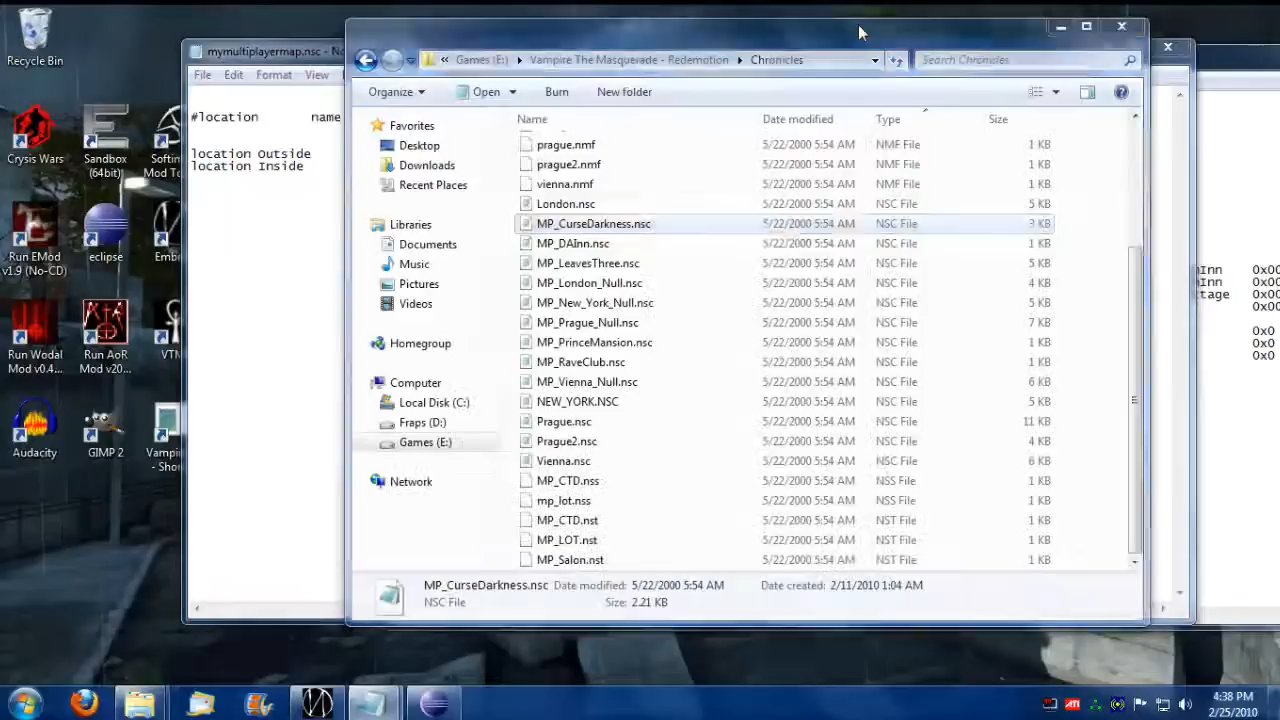 Recycle Bin
Crysis Wars
Sandbox
(64bit)
Run EMod
v1.9 (No-CD)
eclipse
Run Wodal
Mod v0.4...
Run AoR
Mod v20...
Audacity
GIMP 2
mymultiplayermap.nsc - No
File Edit Format View
#location name
location Outside
location Inside
« Games (E:) Vampire The Masquerade - Redemption Chronicles
Search Chronicles
Organize Open Burn New folder
Favorites
Desktop
Downloads
Recent Places
Libraries
Documents
Music
Pictures
Videos
Homegroup
Computer
Local Disk (C:)
Fraps (D:)
Games (E:)
Network
Name Date modified Type Size
prague.nmf 5/22/2000 5:54 AM NMF File 1 KB
prague2.nmf 5/22/2000 5:54 AM NMF File 1 KB
vienna.nmf 5/22/2000 5:54 AM NMF File 1 KB
London.nsc 5/22/2000 5:54 AM NSC File 5 KB
MP_CurseDarkness.nsc 5/22/2000 5:54 AM NSC File 3 KB
MP_DAInn.nsc 5/22/2000 5:54 AM NSC File 1 KB
MP_LeavesThree.nsc 5/22/2000 5:54 AM NSC File 5 KB
MP_London_Null.nsc 5/22/2000 5:54 AM NSC File 4 KB
MP_New_York_Null.nsc 5/22/2000 5:54 AM NSC File 5 KB
MP_Prague_Null.nsc 5/22/2000 5:54 AM NSC File 7 KB
MP_PrinceMansion.nsc 5/22/2000 5:54 AM NSC File 1 KB
MP_RaveClub.nsc 5/22/2000 5:54 AM NSC File 1 KB
MP_Vienna_Null.nsc 5/22/2000 5:54 AM NSC File 6 KB
NEW_YORK.NSC 5/22/2000 5:54 AM NSC File 5 KB
Prague.nsc 5/22/2000 5:54 AM NSC File 11 KB
Prague2.nsc 5/22/2000 5:54 AM NSC File 4 KB
Vienna.nsc 5/22/2000 5:54 AM NSC File 6 KB
MP_CTD.nss 5/22/2000 5:54 AM NSS File 1 KB
mp_lot.nss 5/22/2000 5:54 AM NSS File 1 KB
MP_CTD.nst 5/22/2000 5:54 AM NST File 1 KB
MP_LOT.nst 5/22/2000 5:54 AM NST File 1 KB
MP_Salon.nst 5/22/2000 5:54 AM NST File 1 KB
MP_CurseDarkness.nsc Date modified: 5/22/2000 5:54 AM Date created: 2/11/2010 1:04 AM
NSC File Size: 2.21 KB
4:38 PM
2/25/2010